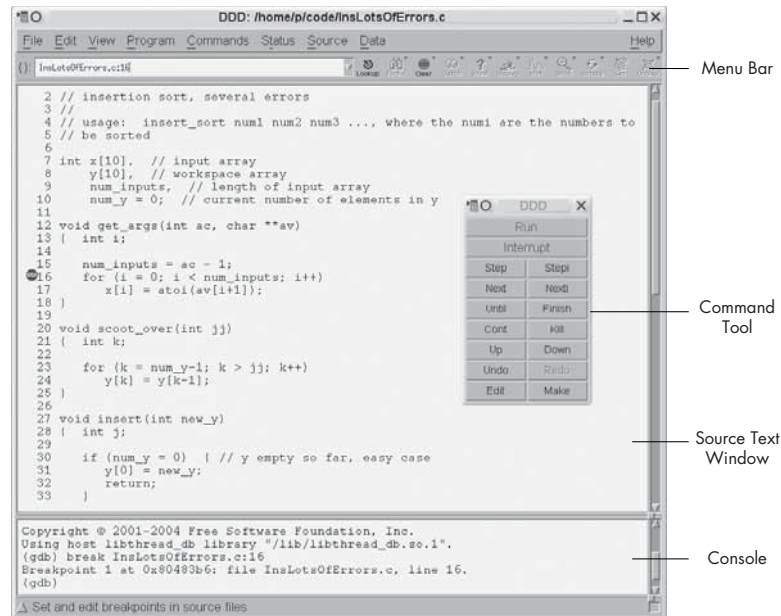 DDD: /home/p/code/InsLotsOfErrors.c
File Edit View Program Commands Status Source Data Help
(): InsLotsOfErrors.c:16
Lookup Clear
Menu Bar
2 // insertion sort, several errors
3 //
4 // usage: insert_sort num1 num2 num3 ..., where the numi are the numbers to
5 // be sorted
6
7 int x[10], // input array
8 y[10], // workspace array
9 num_inputs, // length of input array
10 num_y = 0; // current number of elements in y
11
12 void get_args(int ac, char **av)
13 { int i;
14
15 num_inputs = ac - 1;
16 for (i = 0; i < num_inputs; i++)
17 x[i] = atoi(av[i+1]);
18 }
19
20 void scoot_over(int jj)
21 { int k;
22
23 for (k = num_y-1; k > jj; k++)
24 y[k] = y[k-1];
25 }
26
27 void insert(int new_y)
28 { int j;
29
30 if (num_y = 0) { // y empty so far, easy case
31 y[0] = new_y;
32 return;
33 }
DDD
Run
Interrupt
Step Stepi
Next Nexti
Until Finish
Cont Kill
Up Down
Undo Redo
Edit Make
Command
Tool
Source Text
Window
Copyright © 2001-2004 Free Software Foundation, Inc.
Using host libthread_db library "/lib/libthread_db.so.1".
(gdb) break InsLotsOfErrors.c:16
Breakpoint 1 at 0x80483b6: file InsLotsOfErrors.c, line 16.
(gdb)
Console
Set and edit breakpoints in source files